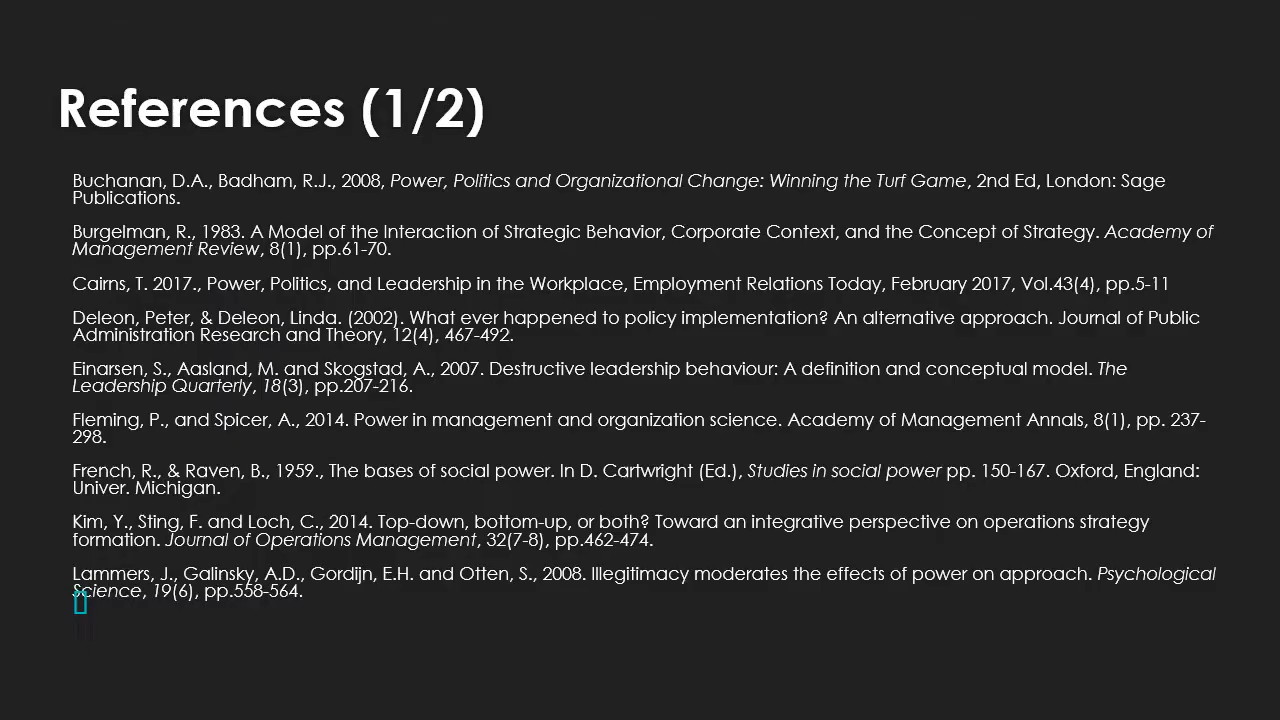 References (1/2)
Buchanan, D.A., Badham, R.J., 2008, Power, Politics and Organizational Change: Winning the Turf Game, 2nd Ed, London: Sage
Publications.
Burgelman, R., 1983. A Model of the Interaction of Strategic Behavior, Corporate Context, and the Concept of Strategy. Academy of
Management Review, 8(1), pp.61-70.
Cairns, T. 2017., Power, Politics, and Leadership in the Workplace, Employment Relations Today, February 2017, Vol.43(4), pp.5-11
Deleon, Peter, & Deleon, Linda. (2002). What ever happened to policy implementation? An alternative approach. Journal of Public
Administration Research and Theory, 12(4), 467-492.
Einarsen, S., Aasland, M. and Skogstad, A., 2007. Destructive leadership behaviour: A definition and conceptual model. The
Leadership Quarterly, 18(3), pp.207-216.
Fleming, P., and Spicer, A., 2014. Power in management and organization science. Academy of Management Annals, 8(1), pp. 237-
298.
French, R., & Raven, B., 1959., The bases of social power. In D. Cartwright (Ed.), Studies in social power pp. 150-167. Oxford, England:
Univer. Michigan.
Kim, Y., Sting, F. and Loch, C., 2014. Top-down, bottom-up, or both? Toward an integrative perspective on operations strategy
formation. Journal of Operations Management, 32(7-8), pp.462-474.
Lammers, J., Galinsky, A.D., Gordijn, E.H. and Otten, S., 2008. Illegitimacy moderates the effects of power on approach. Psychological
Science, 19(6), pp.558-564.